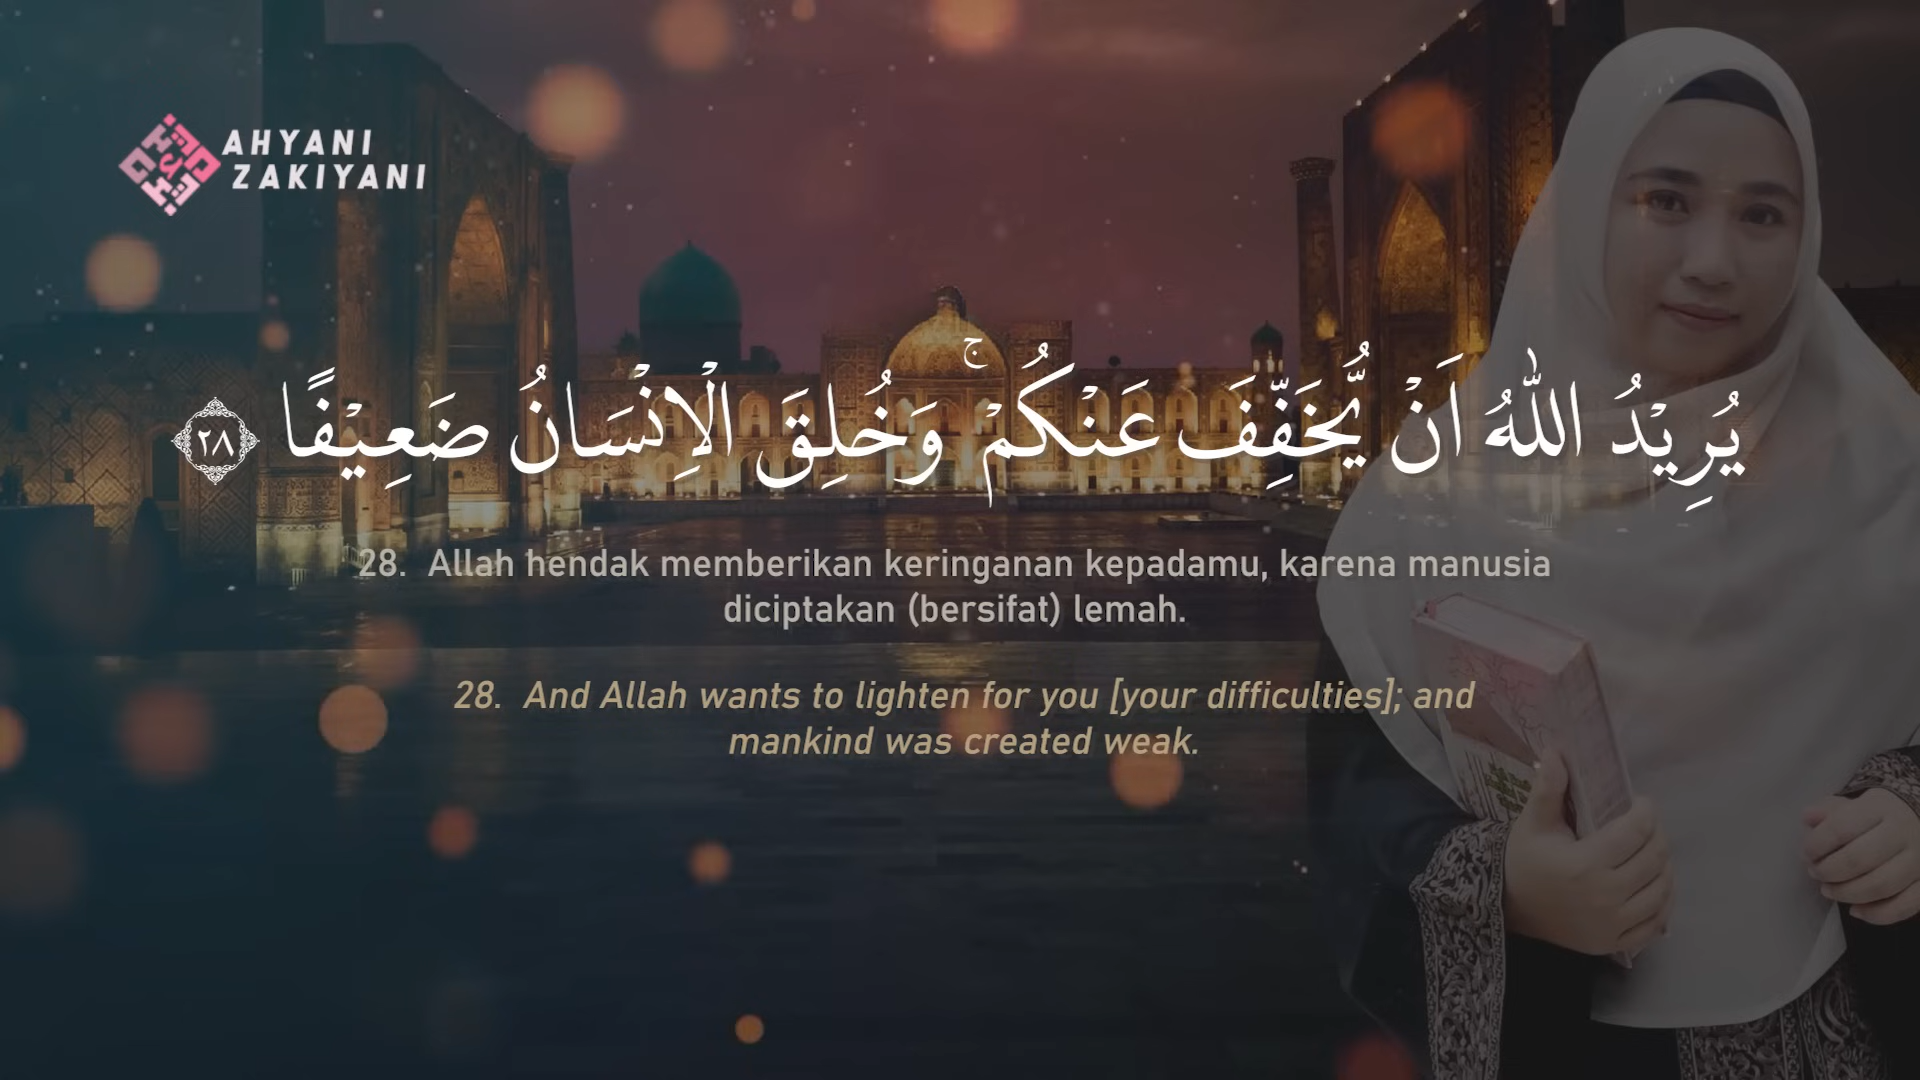 AHYANI
ZAKIYANI
يُرِيْدُ اللّٰهُ اَنْ يُّخَفِّفَ عَنْكُمْ ۚ وَخُلِقَ الْاِنْسَانُ ضَعِيْفًا ٢٨
28. Allah hendak memberikan keringanan kepadamu, karena manusia
diciptakan (bersifat) lemah.
28. And Allah wants to lighten for you [your difficulties]; and
mankind was created weak.